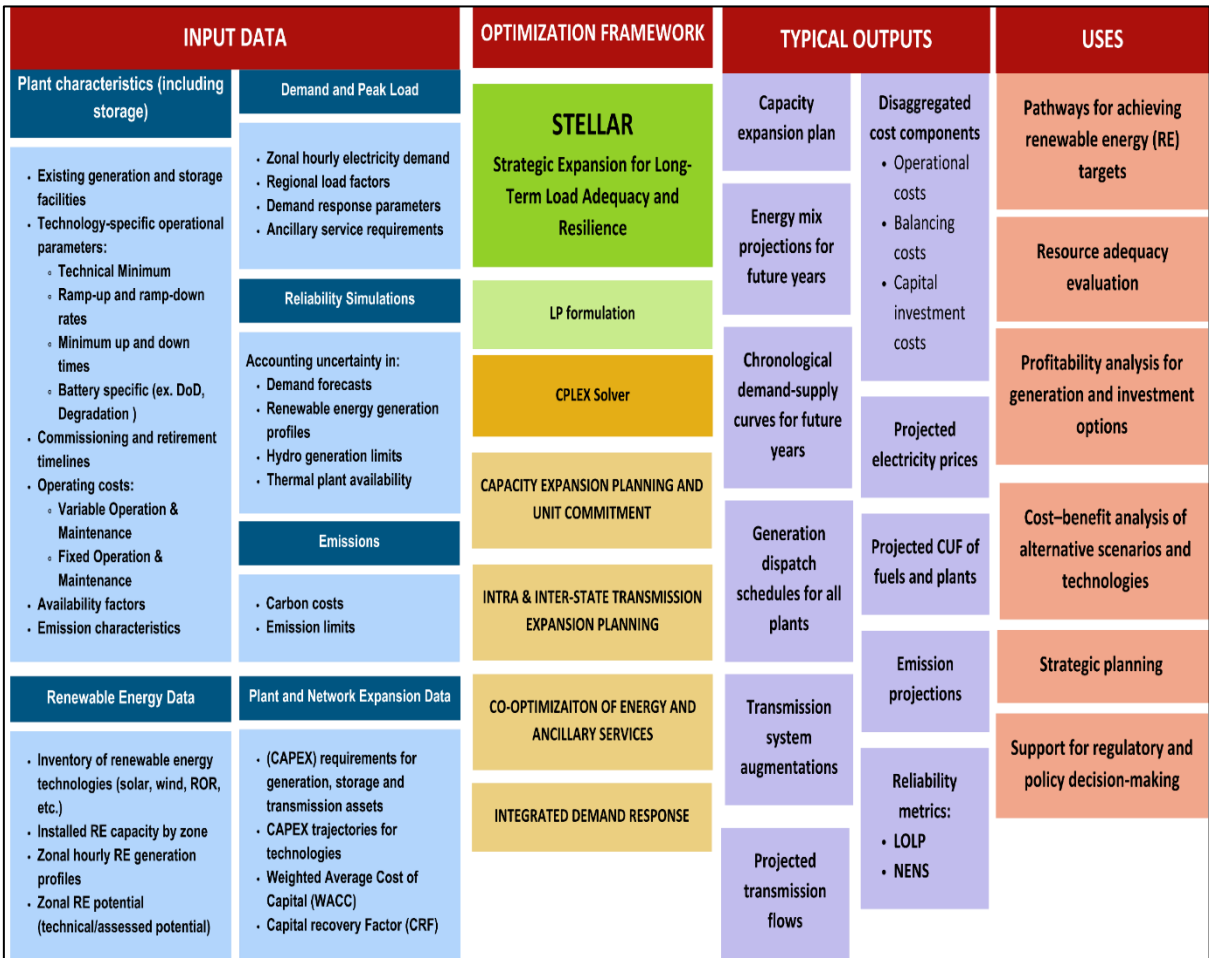 INPUT DATA
Plant characteristics (including
storage)
• Existing generation and storage
facilities
• Technology-specific operational
parameters:
◦ Technical Minimum
◦ Ramp-up and ramp-down
rates
◦ Minimum up and down
times
◦ Battery specific (ex. DoD,
Degradation )
• Commissioning and retirement
timelines
• Operating costs:
◦ Variable Operation &
Maintenance
◦ Fixed Operation &
Maintenance
• Availability factors
• Emission characteristics
Renewable Energy Data
• Inventory of renewable energy
technologies (solar, wind, ROR,
etc.)
• Installed RE capacity by zone
• Zonal hourly RE generation
profiles
• Zonal RE potential
(technical/assessed potential)
Demand and Peak Load
• Zonal hourly electricity demand
• Regional load factors
• Demand response parameters
• Ancillary service requirements
Reliability Simulations
Accounting uncertainty in:
• Demand forecasts
• Renewable energy generation
profiles
• Hydro generation limits
• Thermal plant availability
Emissions
• Carbon costs
• Emission limits
Plant and Network Expansion Data
• (CAPEX) requirements for
generation, storage and
transmission assets
• CAPEX trajectories for
technologies
• Weighted Average Cost of
Capital (WACC)
• Capital recovery Factor (CRF)
OPTIMIZATION FRAMEWORK
STELLAR
Strategic Expansion for Long-
Term Load Adequacy and
Resilience
LP formulation
CPLEX Solver
CAPACITY EXPANSION PLANNING AND
UNIT COMMITMENT
INTRA & INTER-STATE TRANSMISSION
EXPANSION PLANNING
CO-OPTIMIZAITON OF ENERGY AND
ANCILLARY SERVICES
INTEGRATED DEMAND RESPONSE
TYPICAL OUTPUTS
Capacity
expansion plan
Energy mix
projections for
future years
Chronological
demand-supply
curves for future
years
Generation
dispatch
schedules for all
plants
Transmission
system
augmentations
Projected
transmission
flows
Disaggregated
cost components
• Operational
costs
• Balancing
costs
• Capital
investment
costs
Projected
electricity prices
Projected CUF of
fuels and plants
Emission
projections
Reliability
metrics:
• LOLP
• NENS
USES
Pathways for achieving
renewable energy (RE)
targets
Resource adequacy
evaluation
Profitability analysis for
generation and investment
options
Cost–benefit analysis of
alternative scenarios and
technologies
Strategic planning
Support for regulatory and
policy decision-making